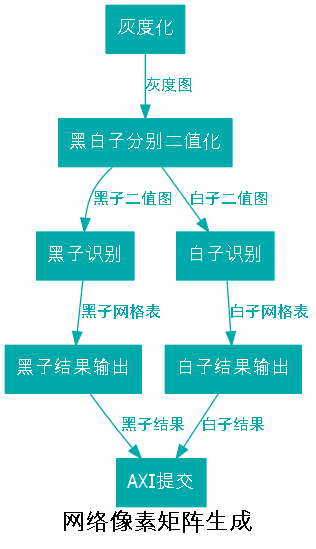 灰度化
灰度图
黑白子分别二值化
黑子二值图
白子二值图
黑子识别
白子识别
黑子网格表
白子网格表
黑子结果输出
白子结果输出
黑子结果
白子结果
AXI提交
网络像素矩阵生成